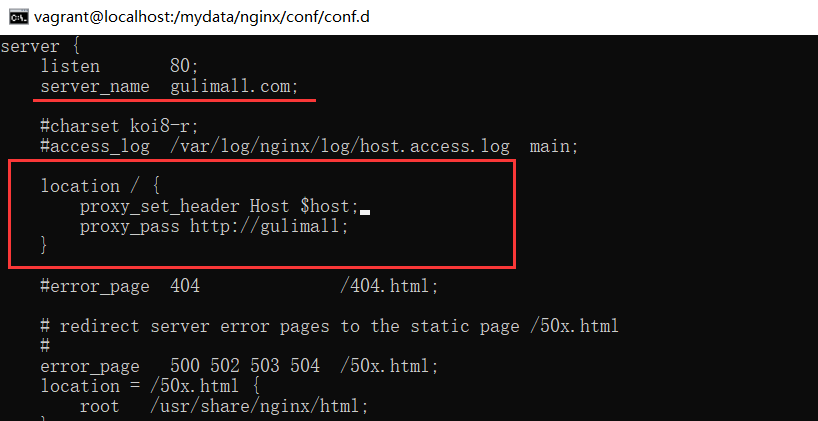 vagrant@localhost:/mydata/nginx/conf/conf.d
server {
    listen       80;
    server_name  gulimall.com;

    #charset koi8-r;
    #access_log  /var/log/nginx/log/host.access.log  main;

    location / {
        proxy_set_header Host $host;
        proxy_pass http://gulimall;
    }

    #error_page  404              /404.html;

    # redirect server error pages to the static page /50x.html
    #
    error_page   500 502 503 504  /50x.html;
    location = /50x.html {
        root   /usr/share/nginx/html;